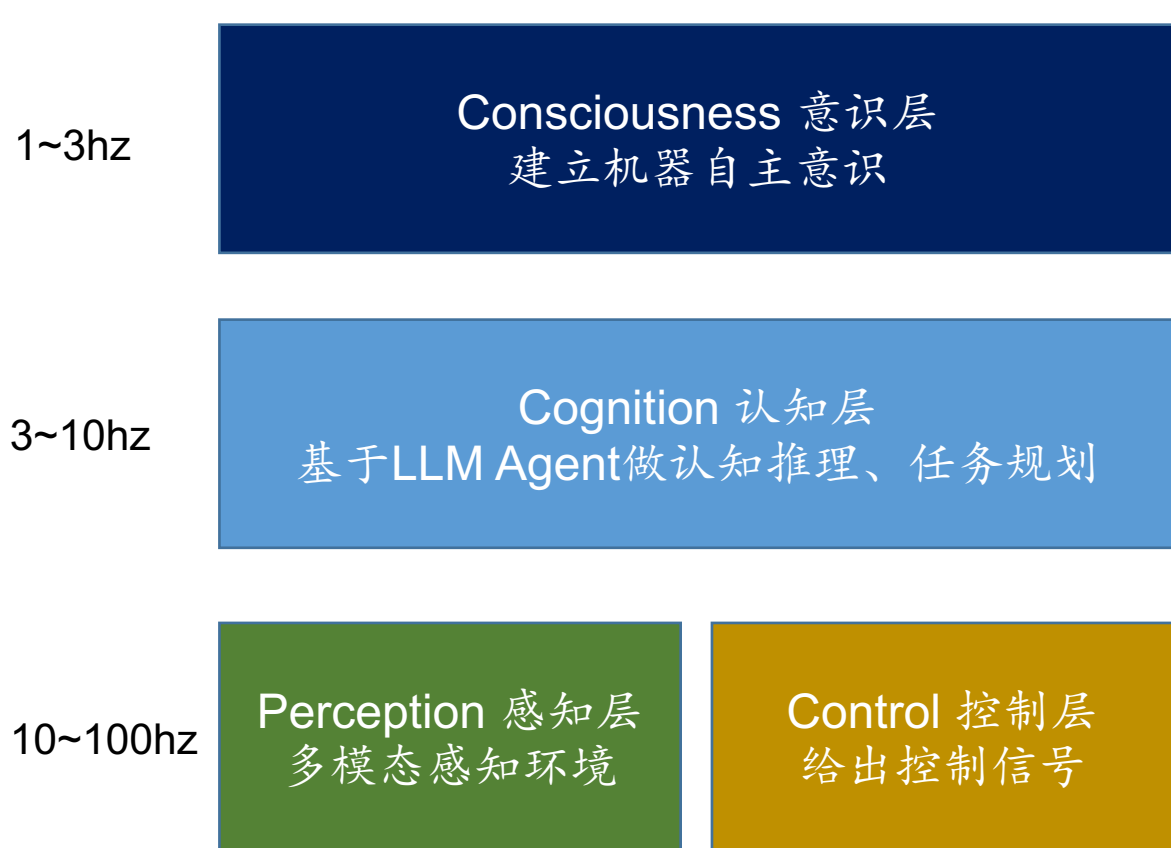 1~3hz
Consciousness 意识层
建立机器自主意识
3~10hz
Cognition 认知层
基于LLM Agent做认知推理、任务规划
10~100hz
Perception 感知层
多模态感知环境
Control 控制层
给出控制信号